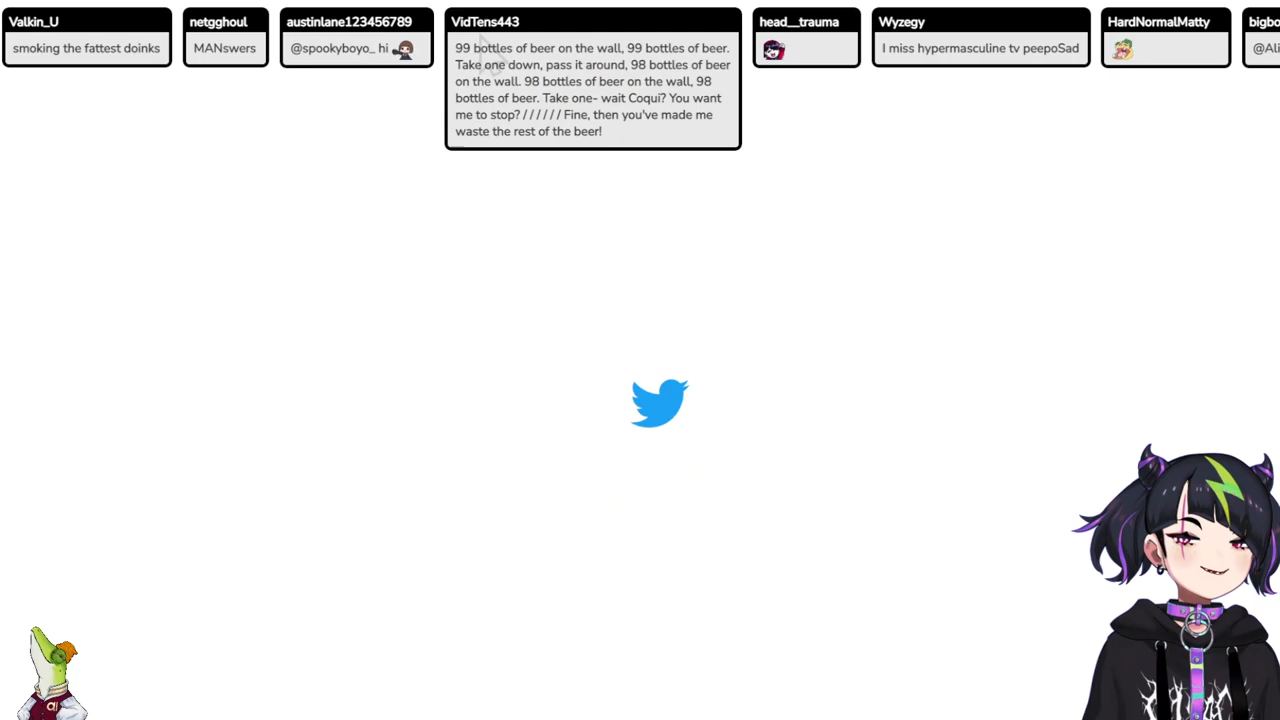 Valkin_U
smoking the fattest doinks
netgghoul
MANswers
austinlane123456789
@spookyboyo_ hi
VidTens443
99 bottles of beer on the wall, 99 bottles of beer.
Take one down, pass it around, 98 bottles of beer
on the wall. 98 bottles of beer on the wall, 98
bottles of beer. Take one- wait Coqui? You want
me to stop? / / / / / / Fine, then you've made me
waste the rest of the beer!
head__trauma
Wyzegy
I miss hypermasculine tv peepoSad
HardNormalMatty